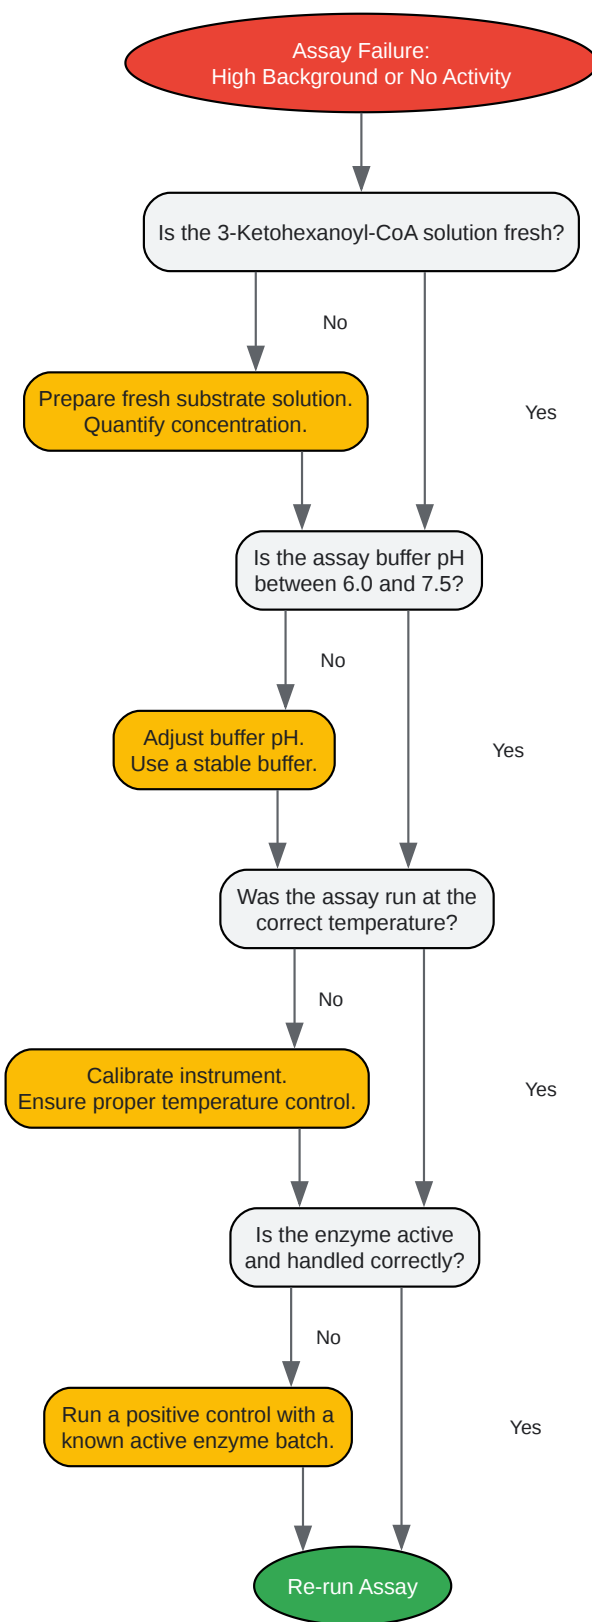 Assay Failure:
High Background or No Activity
Is the 3-Ketohexanoyl-CoA solution fresh?
No
Prepare fresh substrate solution.
Quantify concentration.
Yes
Is the assay buffer pH
between 6.0 and 7.5?
No
Adjust buffer pH.
Use a stable buffer.
Yes
Was the assay run at the
correct temperature?
No
Calibrate instrument.
Ensure proper temperature control.
Yes
Is the enzyme active
and handled correctly?
No
Run a positive control with a
known active enzyme batch.
Yes
Re-run Assay